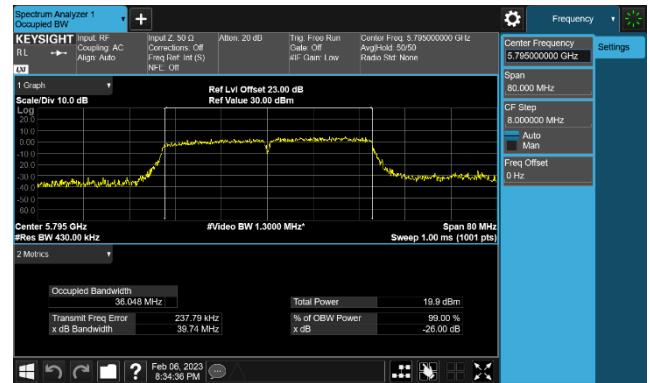 Spectrum Analyzer 1
Occupied BW
Frequency
KEYSIGHT
RL
LXI
Input: RF
Coupling: AC
Align: Auto
Input Z: 50 Ω
Corrections: Off
Freq Ref: Int (S)
NFE: Off
Atten: 20 dB
Trig: Free Run
Gate: Off
#IF Gain: Low
Center Freq: 5.795000000 GHz
Avg|Hold: 50/50
Radio Std: None
Center Frequency
5.795000000 GHz
Settings
Span
80.000 MHz
CF Step
8.000000 MHz
Auto
Man
Freq Offset
0 Hz
1 Graph
Scale/Div 10.0 dB
Ref Lvl Offset 23.00 dB
Ref Value 30.00 dBm
Log
20.0
10.0
0.00
-10.0
-20.0
-30.0
-40.0
-50.0
-60.0
Center 5.795 GHz
#Video BW 1.3000 MHz*
Span 80 MHz
#Res BW 430.00 kHz
Sweep 1.00 ms (1001 pts)
2 Metrics
Occupied Bandwidth
36.048 MHz
Total Power
19.9 dBm
Transmit Freq Error
237.79 kHz
% of OBW Power
99.00 %
x dB Bandwidth
39.74 MHz
x dB
-26.00 dB
?
Feb 06, 2023
8:34:36 PM